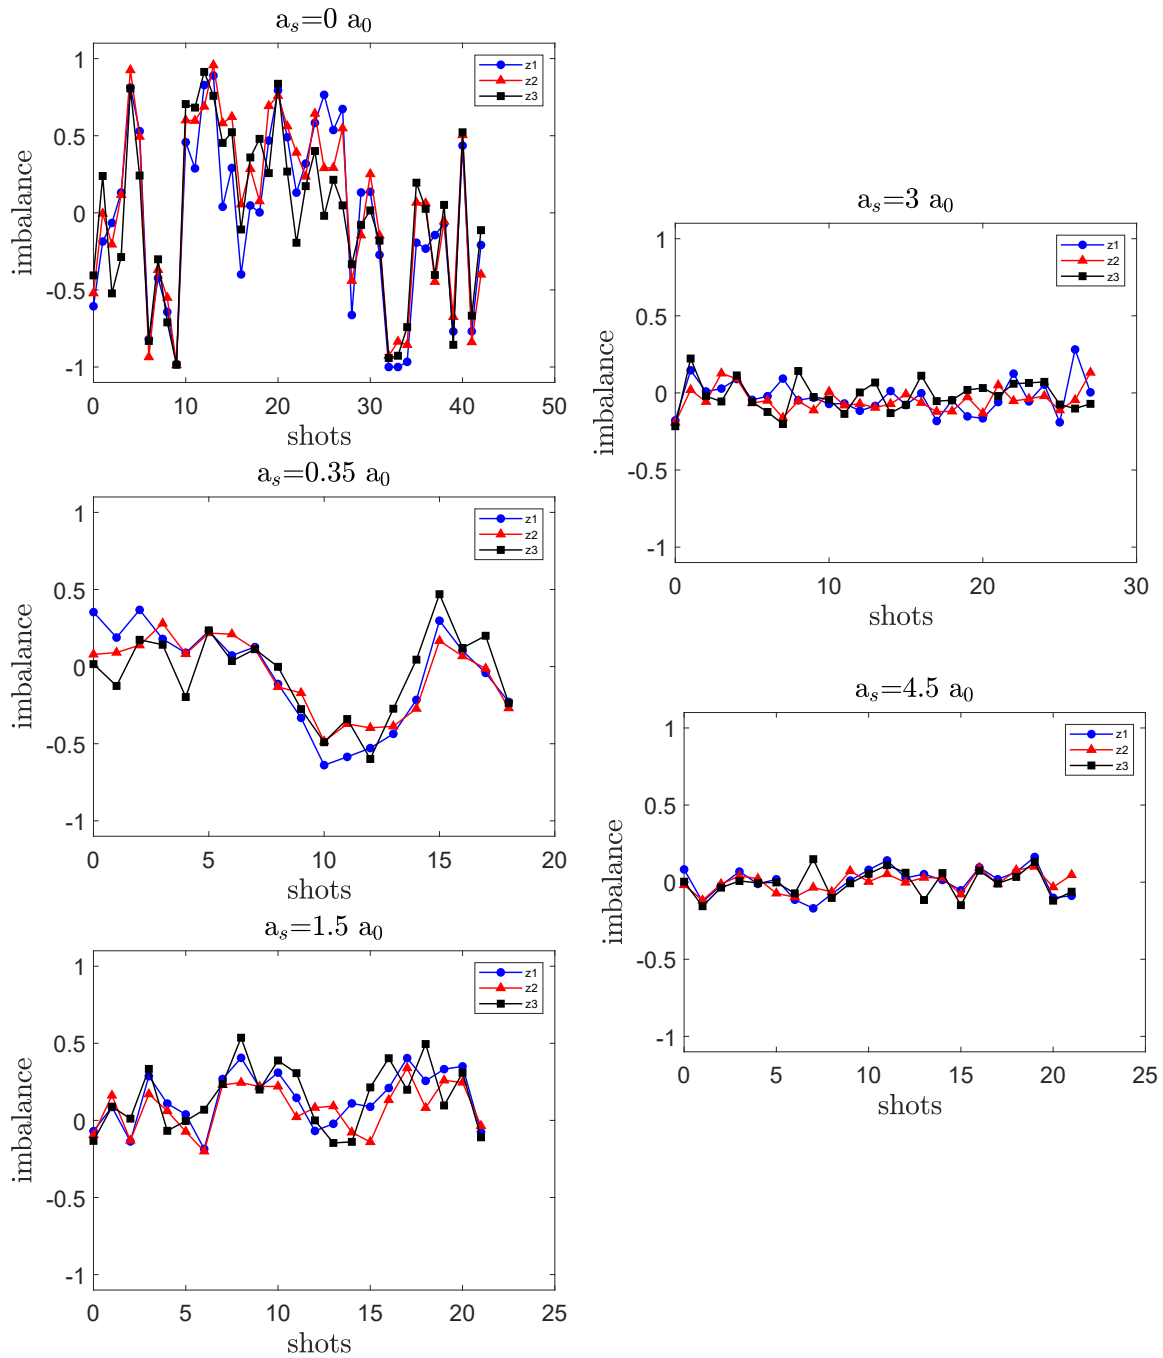 a_s=0 a_0
1
0.5
0
-0.5
-1
imbalance
z1
z2
z3
0 10 20 30 40 50
shots
a_s=0.35 a_0
1
0.5
0
-0.5
-1
imbalance
z1
z2
z3
0 5 10 15 20
shots
a_s=1.5 a_0
1
0.5
0
-0.5
-1
imbalance
z1
z2
z3
0 5 10 15 20 25
shots
a_s=3 a_0
1
0.5
0
-0.5
-1
imbalance
z1
z2
z3
0 10 20 30
shots
a_s=4.5 a_0
1
0.5
0
-0.5
-1
imbalance
z1
z2
z3
0 5 10 15 20 25
shots